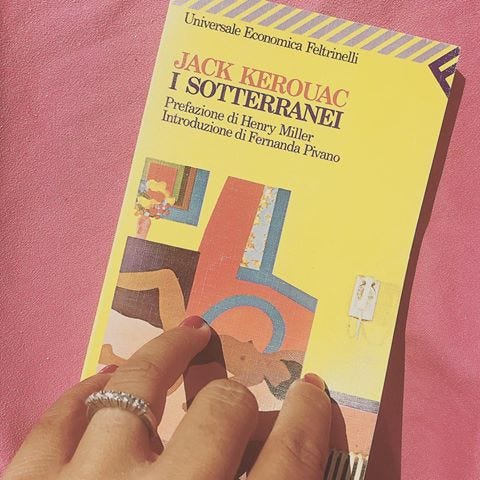 Universale Economica Feltrinelli
JACK KEROUAC
I SOTTERRANEI
Prefazione di Henry Miller
Introduzione di Fernanda Pivano